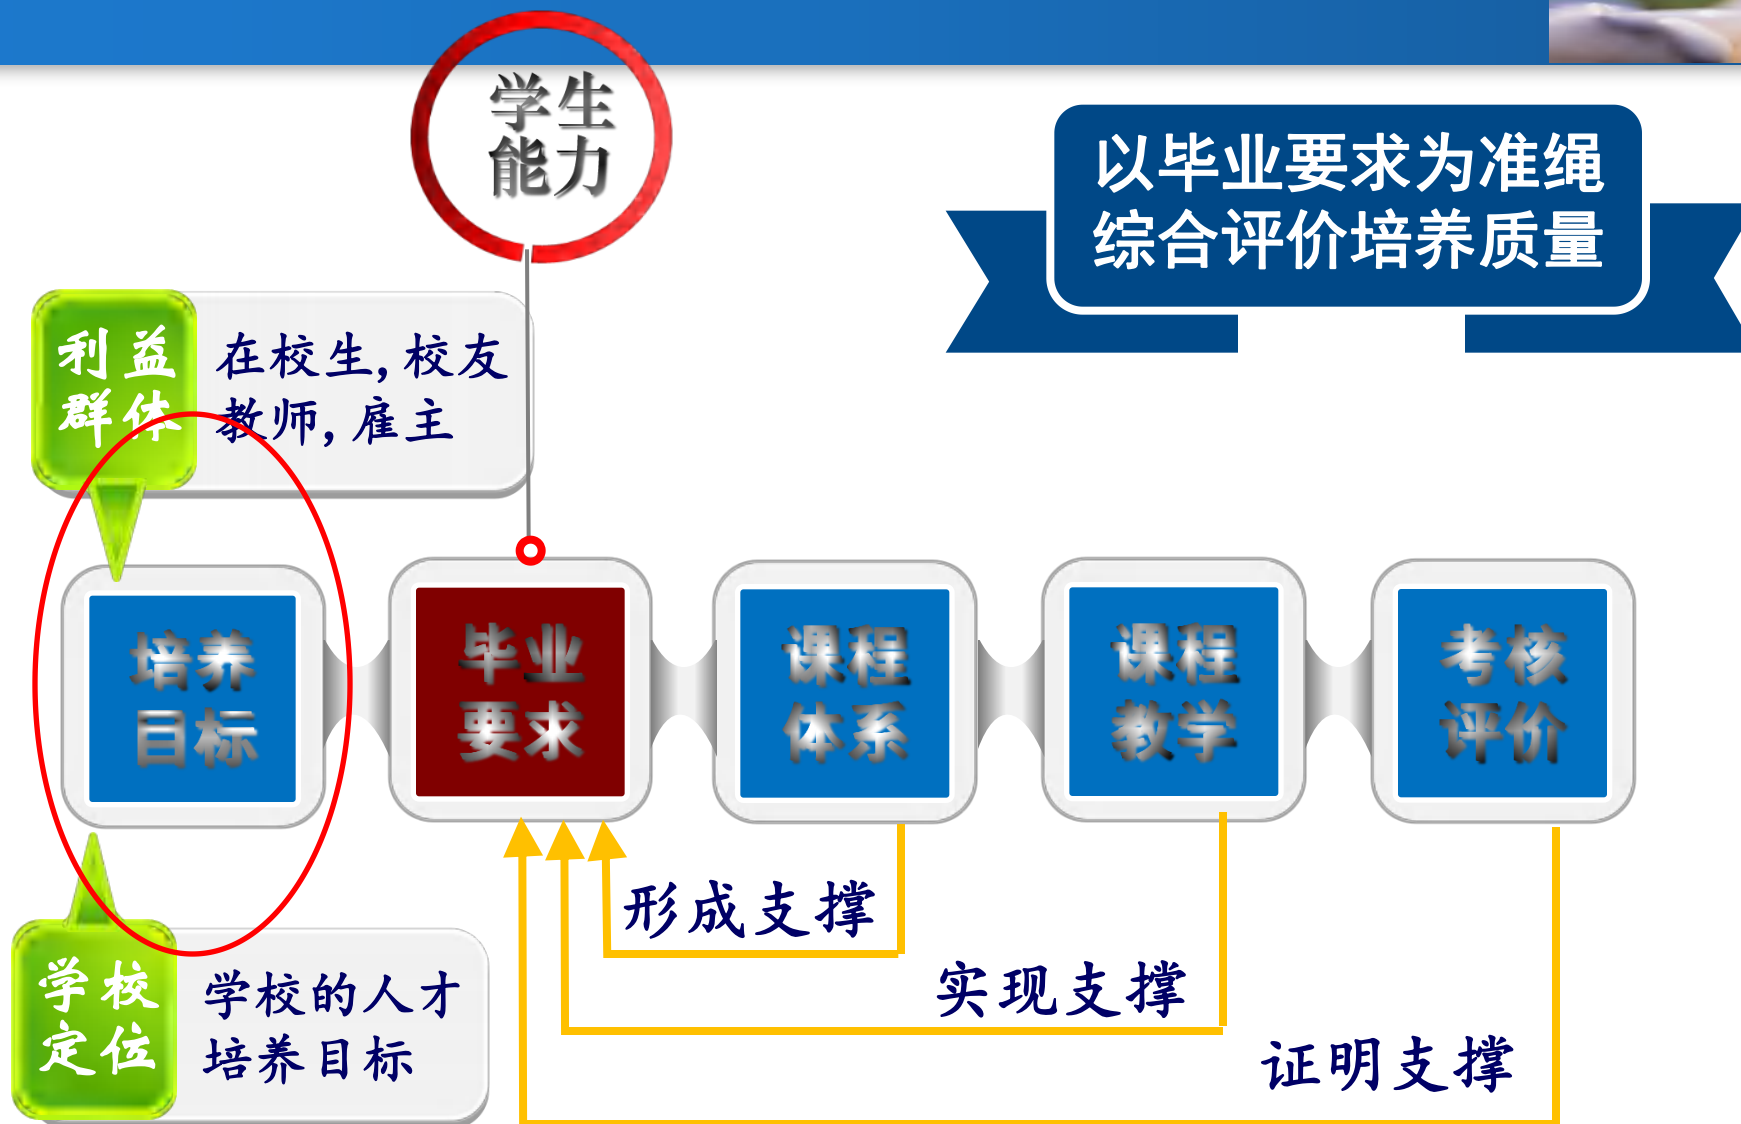 学生
能力
以毕业要求为准绳
综合评价培养质量
利益
群体
在校生,校友
教师,雇主
培养
目标
毕业
要求
课程
体系
课程
教学
考核
评价
形成支撑
实现支撑
证明支撑
学校
定位
学校的人才
培养目标